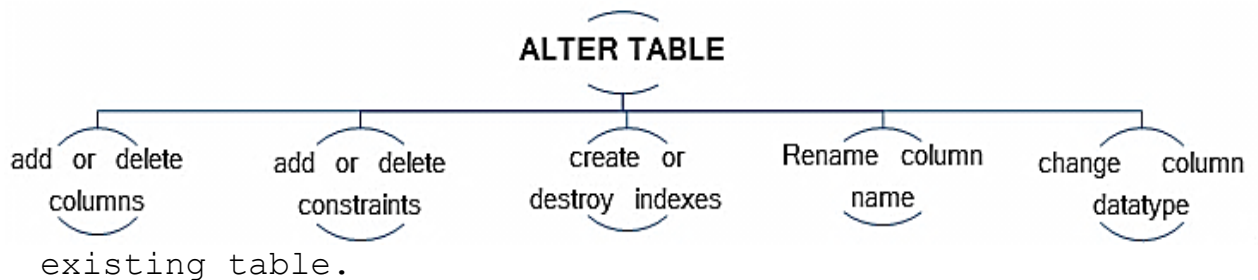 ALTER TABLE
add or delete
columns
add or delete
constraints
create or
destroy indexes
Rename column
name
change column
datatype
existing table.